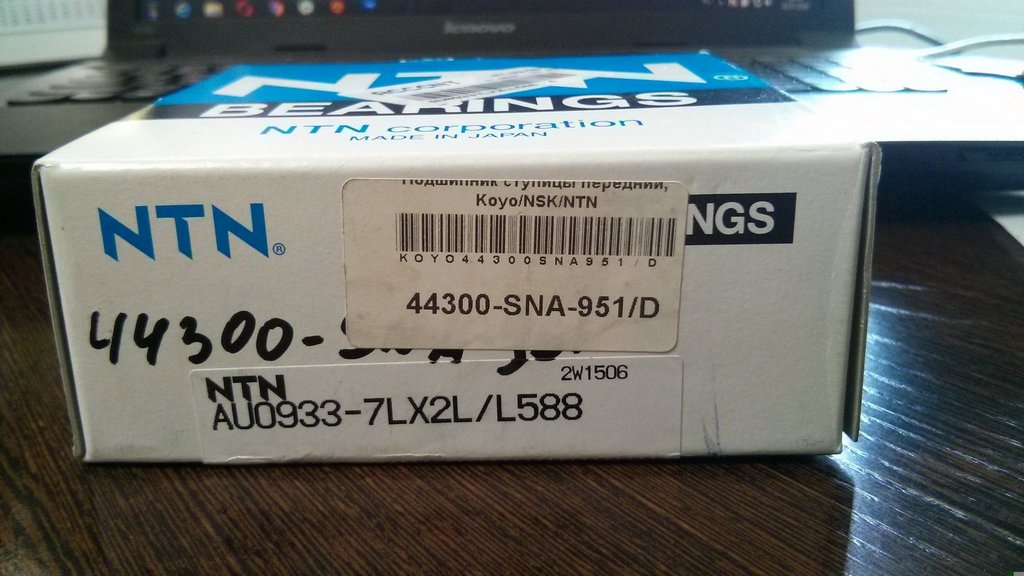 lenovo
NTN®
BEARINGS
NTN corporation
MADE IN JAPAN
NTN®
NGS
Подшипник ступицы передний,
Koyo/NSK/NTN
KOYO44300SNA951/D
44300-SNA-951/D
44300-
2W1506
NTN
AU0933-7LX2L/L588